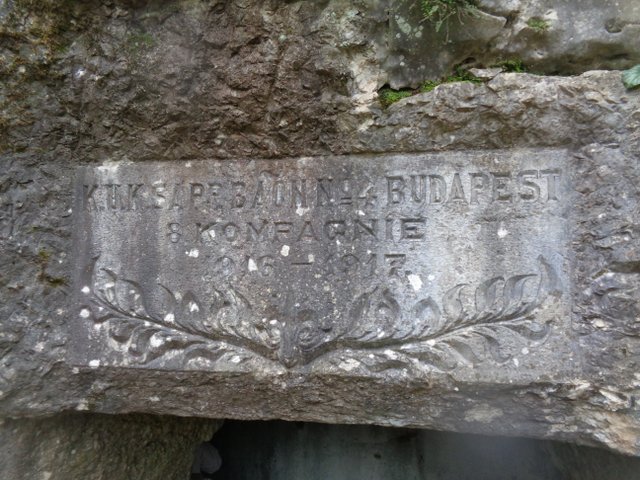 K.U.K. SAPP. BAON No. 4 BUDAPEST
8 KOMPAGNIE
1916 – 1917